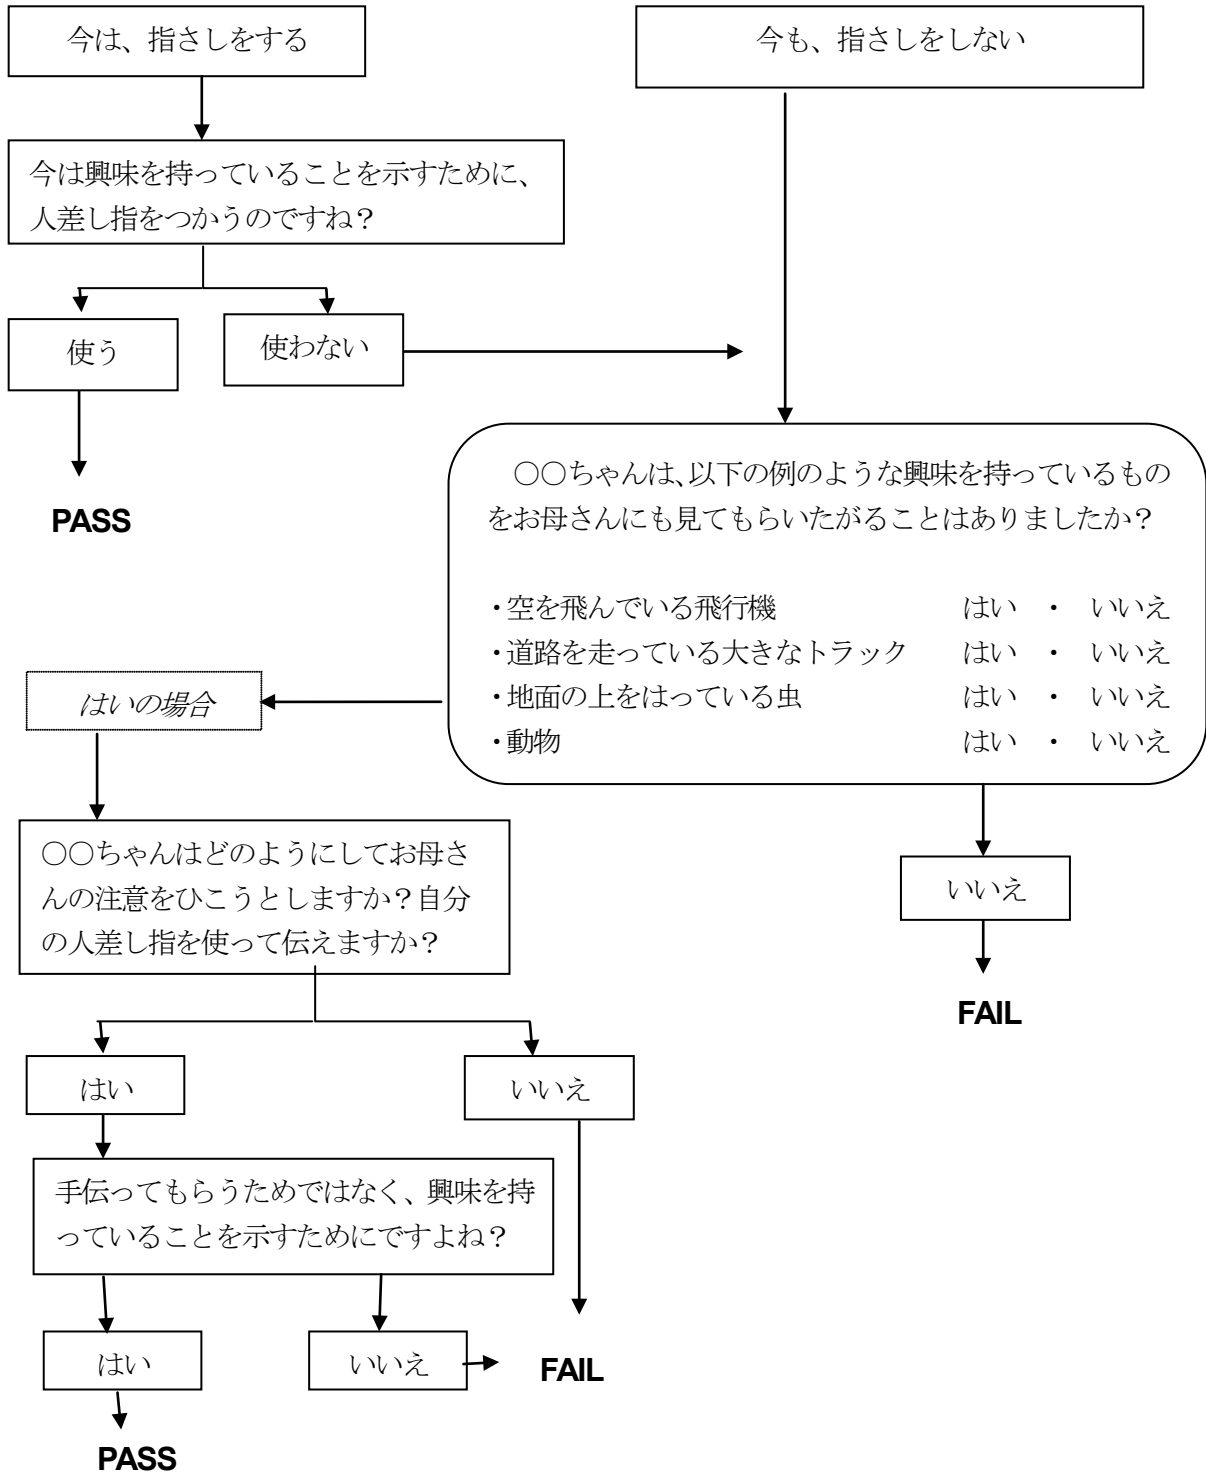 今は、指さしをする
今も、指さしをしない
今は興味を持っていることを示すために、
人差し指をつかうのですね？
使う
使わない
PASS
〇〇ちゃんは、以下の例のような興味を持っているもの
をお母さんにも見てもらいたがることはありましたか？
・空を飛んでいる飛行機　はい　・　いいえ
・道路を走っている大きなトラック　はい　・　いいえ
・地面の上をはっている虫　はい　・　いいえ
・動物　はい　・　いいえ
はいの場合
〇〇ちゃんはどのようにしてお母さ
んの注意をひこうとしますか？自分
の人差し指を使って伝えますか？
いいえ
FAIL
はい
いいえ
手伝ってもらうためではなく、興味を持
っていることを示すためにですよね？
はい
いいえ
FAIL
PASS